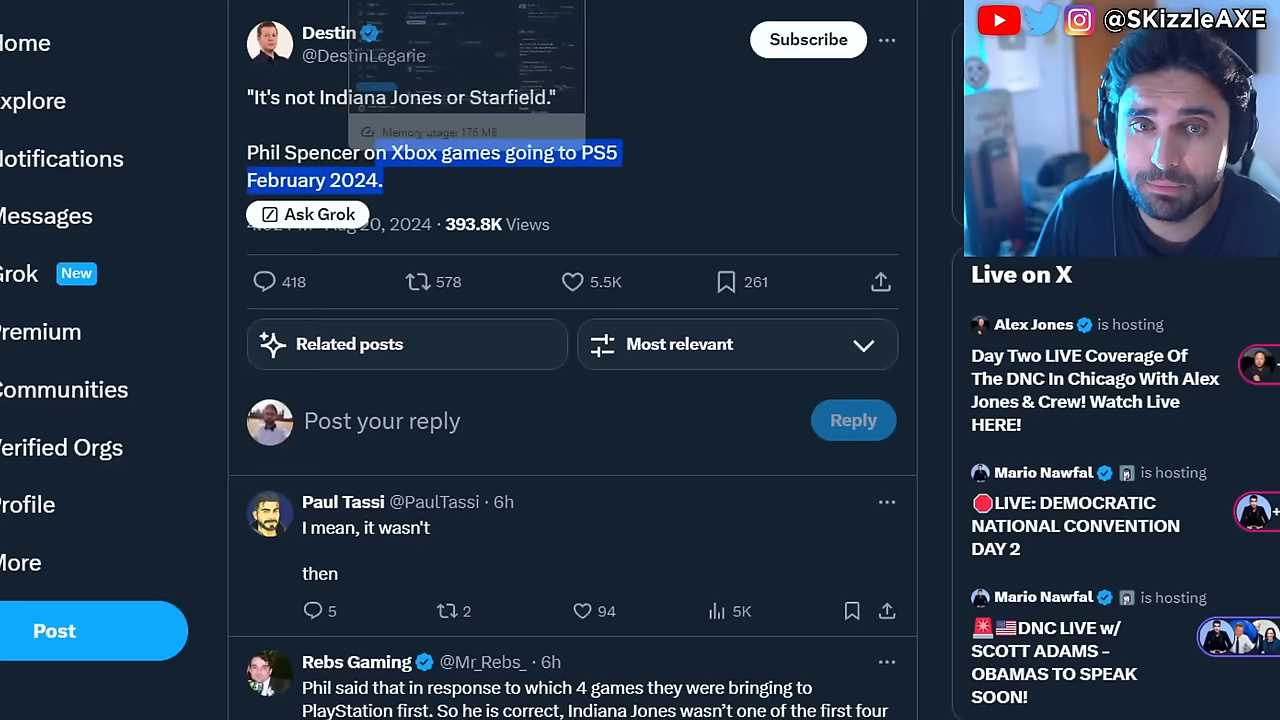 @SKizzleAXE
ome
xplore
otifications
Messages
rok New
remium
ommunities
erified Orgs
rofile
ore
Post
Destin
@DestinLegarie
Subscribe
"It's not Indiana Jones or Starfield."
Memory usage: 176 MB
Phil Spencer on Xbox games going to PS5
February 2024.
Ask Grok
20, 2024 · 393.8K Views
418 578 5.5K 261
Related posts
Most relevant
Post your reply
Reply
Paul Tassi @PaulTassi · 6h
I mean, it wasn't
then
5 2 94 5K
Rebs Gaming @Mr_Rebs_ · 6h
Phil said that in response to which 4 games they were bringing to
PlayStation first. So he is correct, Indiana Jones wasn't one of the first four
Live on X
Alex Jones is hosting
Day Two LIVE Coverage Of
The DNC In Chicago With Alex
Jones & Crew! Watch Live
HERE!
Mario Nawfal is hosting
LIVE: DEMOCRATIC
NATIONAL CONVENTION
DAY 2
Mario Nawfal is hosting
DNC LIVE w/
SCOTT ADAMS -
OBAMAS TO SPEAK
SOON!